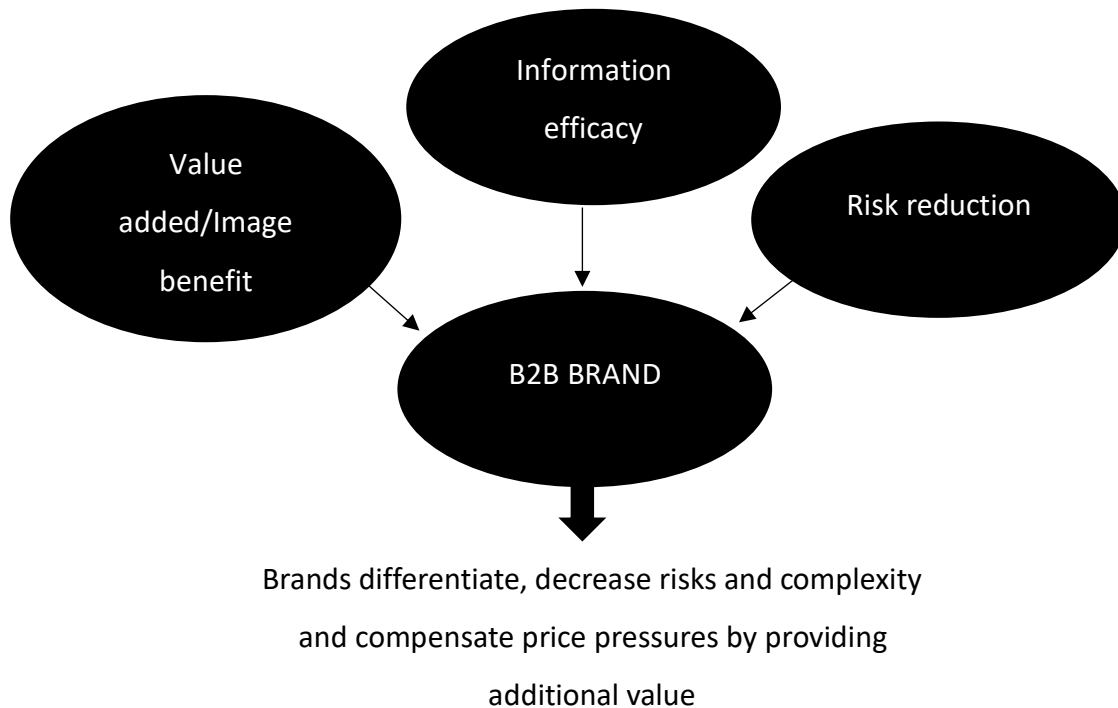 Information
efficacy
Value
added/Image
benefit
Risk reduction
B2B BRAND
Brands differentiate, decrease risks and complexity
and compensate price pressures by providing
additional value